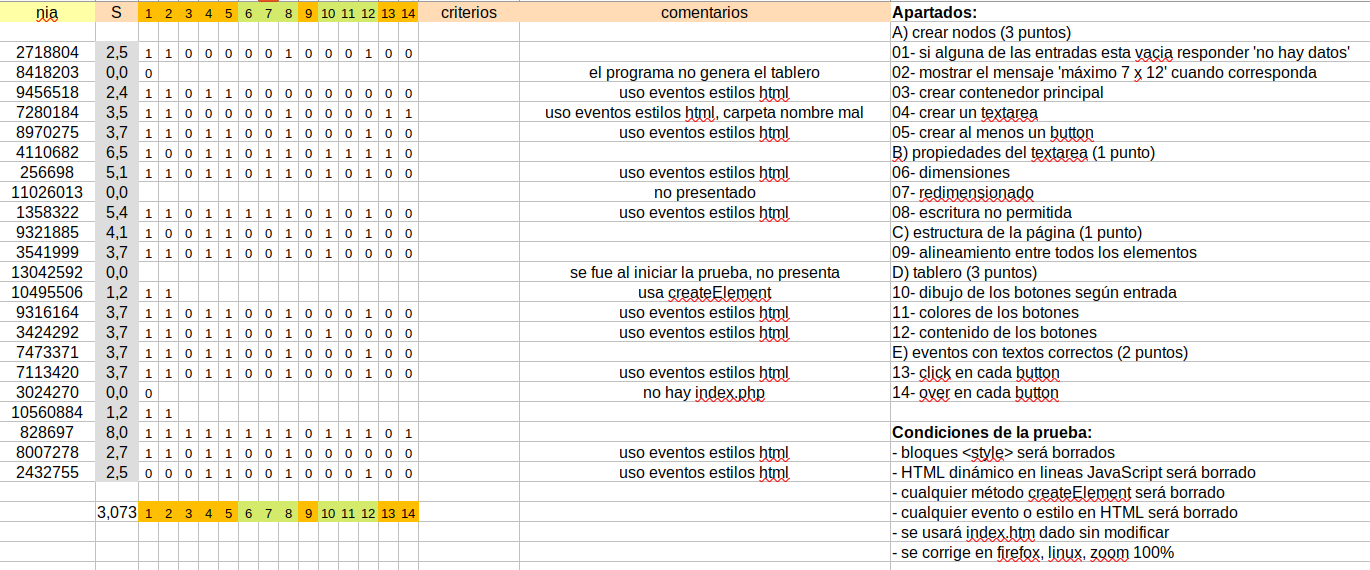 nia S 1 2 3 4 5 6 7 8 9 10 11 12 13 14 criterios comentarios Apartados:
A) crear nodos (3 puntos)
2718804 2,5 1 1 0 0 0 0 0 1 0 0 0 1 0 0 01- si alguna de las entradas esta vacia responder 'no hay datos'
8418203 0,0 0 el programa no genera el tablero 02- mostrar el mensaje 'máximo 7 x 12' cuando corresponda
9456518 2,4 1 1 0 1 1 0 0 0 0 0 0 0 0 0 uso eventos estilos html 03- crear contenedor principal
7280184 3,5 1 1 0 0 0 0 0 1 0 0 0 0 1 1 uso eventos estilos html, carpeta nombre mal 04- crear un textarea
8970275 3,7 1 1 0 1 1 0 0 1 0 0 0 1 0 0 uso eventos estilos html 05- crear al menos un button
4110682 6,5 1 0 0 1 1 0 1 1 0 1 1 1 1 0 B) propiedades del textarea (1 punto)
256698 5,1 1 1 0 1 1 0 1 1 0 1 0 1 0 0 uso eventos estilos html 06- dimensiones
11026013 0,0 no presentado 07- redimensionado
1358322 5,4 1 1 0 1 1 1 1 1 0 1 0 1 0 0 uso eventos estilos html 08- escritura no permitida
9321885 4,1 1 0 0 1 1 0 0 1 0 1 0 1 0 0 C) estructura de la página (1 punto)
3541999 3,7 1 1 0 1 1 0 0 1 0 1 0 0 0 0 uso eventos estilos html 09- alineamiento entre todos los elementos
13042592 0,0 se fue al iniciar la prueba, no presenta D) tablero (3 puntos)
10495506 1,2 1 1 usa createElement 10- dibujo de los botones según entrada
9316164 3,7 1 1 0 1 1 0 0 1 0 0 0 1 0 0 uso eventos estilos html 11- colores de los botones
3424292 3,7 1 1 0 1 1 0 0 1 0 1 0 0 0 0 uso eventos estilos html 12- contenido de los botones
7473371 3,7 1 1 0 1 1 0 0 1 0 0 0 1 0 0 E) eventos con textos correctos (2 puntos)
7113420 3,7 1 1 0 1 1 0 0 1 0 0 0 1 0 0 uso eventos estilos html 13- click en cada button
3024270 0,0 0 no hay index.php 14- over en cada button
10560884 1,2 1 1
828697 8,0 1 1 1 1 1 1 1 1 0 1 1 1 0 1 Condiciones de la prueba:
8007278 2,7 1 1 0 1 1 0 0 0 0 0 0 0 0 0 uso eventos estilos html - bloques <style> será borrados
2432755 2,5 0 0 0 1 1 0 0 1 0 0 0 1 0 0 uso eventos estilos html - HTML dinámico en lineas JavaScript será borrado
- cualquier método createElement será borrado
3,073 1 2 3 4 5 6 7 8 9 10 11 12 13 14 - cualquier evento o estilo en HTML será borrado
- se usará index.htm dado sin modificar
- se corrige en firefox, linux, zoom 100%